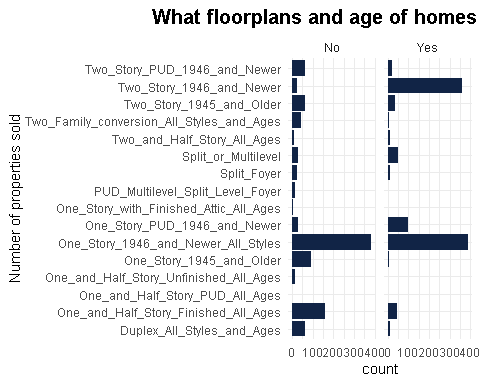 What floorplans and age of homes
No Yes
Two_Story_PUD_1946_and_Newer
Two_Story_1946_and_Newer
Two_Story_1945_and_Older
Two_Family_conversion_All_Styles_and_Ages
Two_and_Half_Story_All_Ages
Split_or_Multilevel
Split_Foyer
PUD_Multilevel_Split_Level_Foyer
One_Story_with_Finished_Attic_All_Ages
One_Story_PUD_1946_and_Newer
One_Story_1946_and_Newer_All_Styles
One_Story_1945_and_Older
One_and_Half_Story_Unfinished_All_Ages
One_and_Half_Story_PUD_All_Ages
One_and_Half_Story_Finished_All_Ages
Duplex_All_Styles_and_Ages
Number of properties sold
0 100200300400 0 100200300400
count